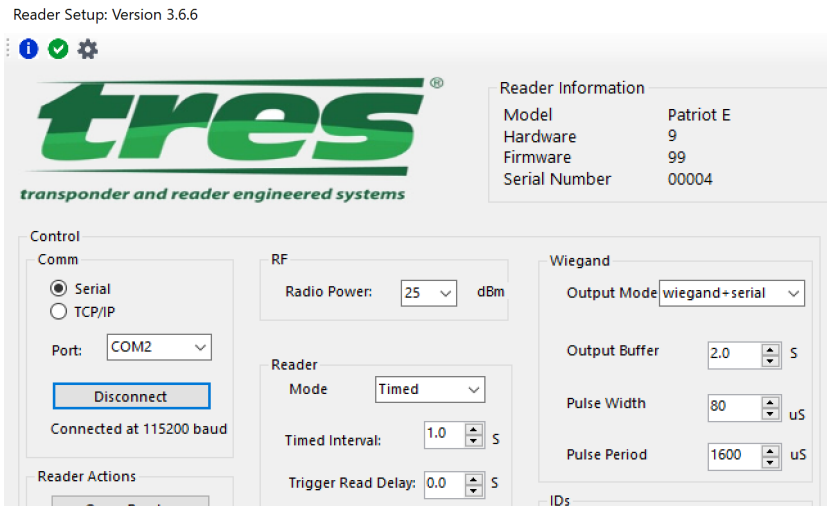 Reader Setup: Version 3.6.6
tres®
transponder and reader engineered systems
Reader Information
Model Patriot E
Hardware 9
Firmware 99
Serial Number 00004
Control
Comm
Serial
TCP/IP
Port: COM2
Disconnect
Connected at 115200 baud
Reader Actions
RF
Radio Power: 25 dBm
Reader
Mode Timed
Timed Interval: 1.0 S
Trigger Read Delay: 0.0 S
Wiegand
Output Mode wiegand+serial
Output Buffer 2.0 S
Pulse Width 80 uS
Pulse Period 1600 uS
IDs